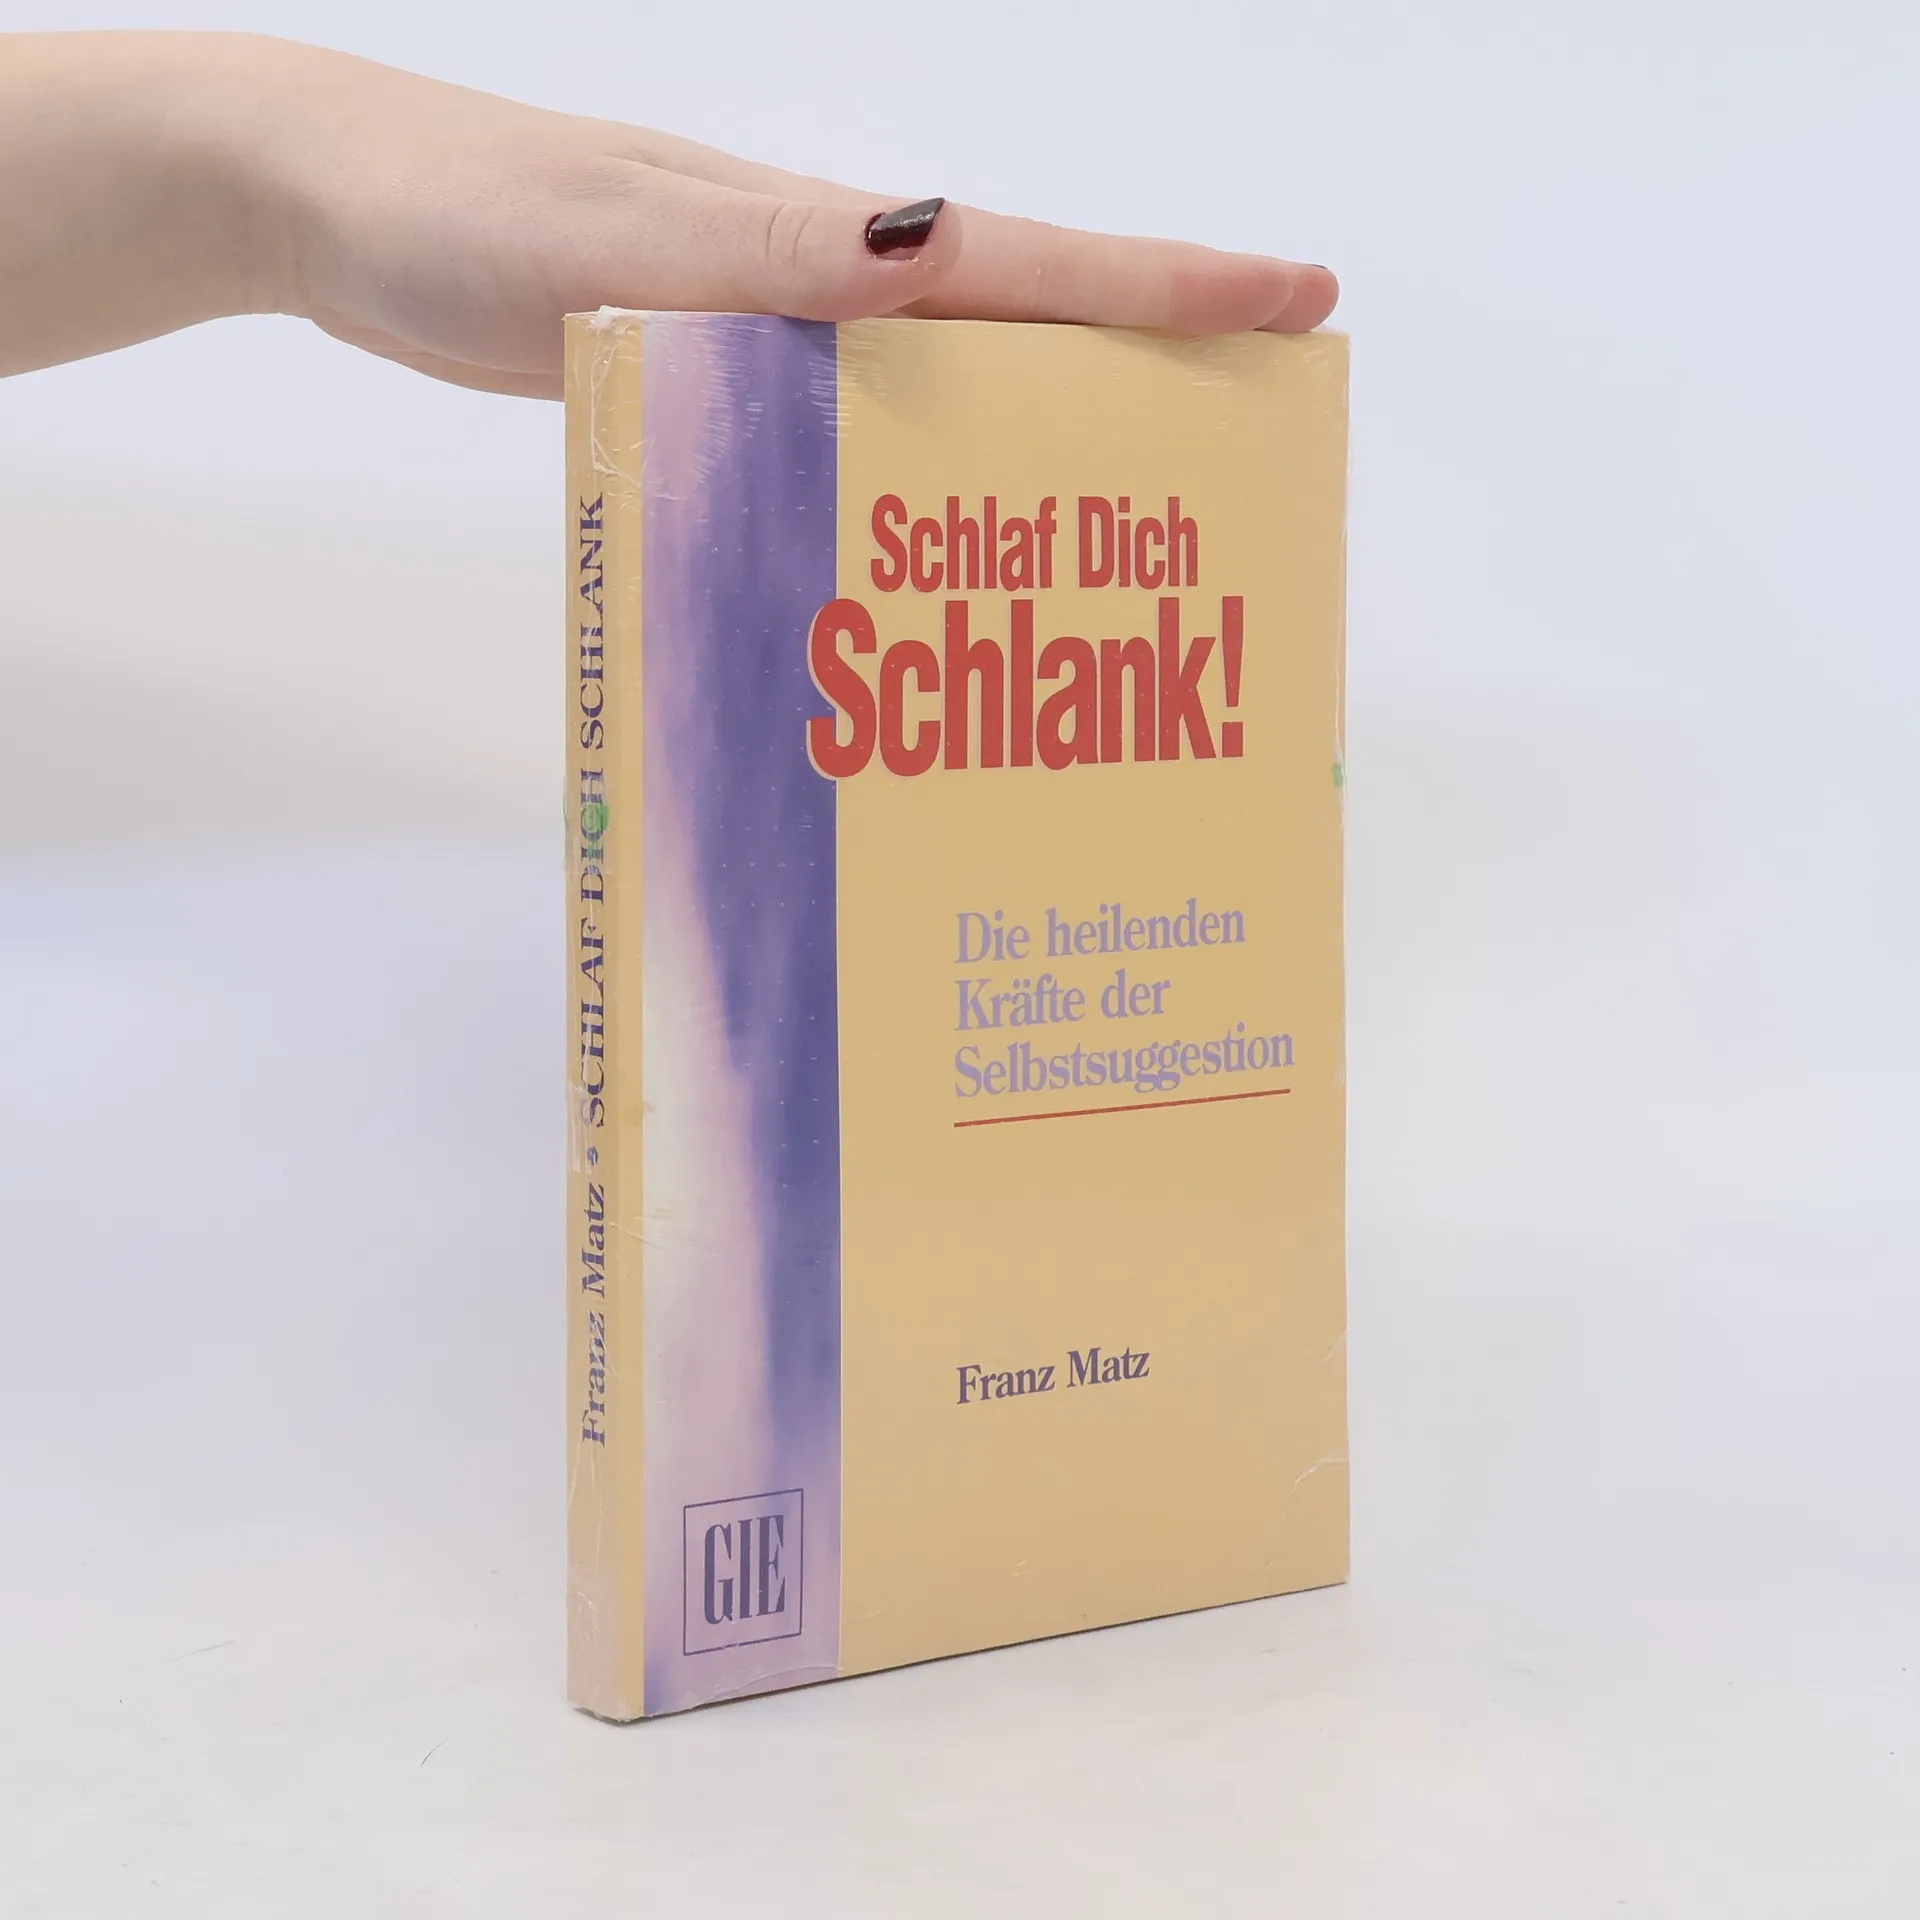 Schlaf Dich
Schlank!
Die heilenden
Kräfte der
Selbstsuggestion
Franz Matz
GIE
Franz Matz • SCHLAF DICH SCHLANK